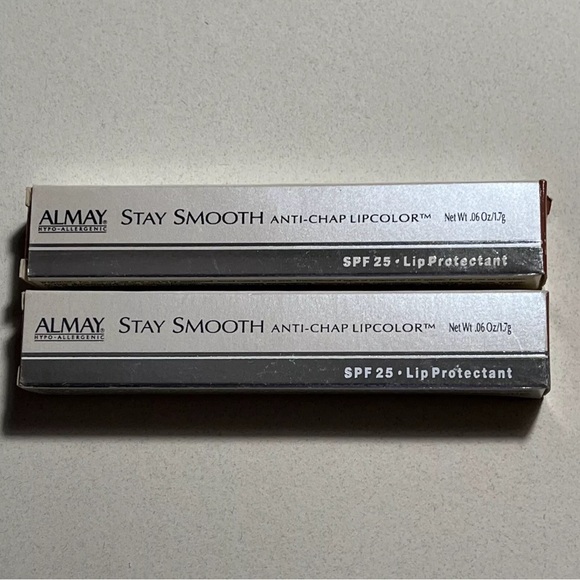 ALMAY® STAY SMOOTH ANTI-CHAP LIPCOLOR™ Net Wt .06 Oz/1.7g
HYPO-ALLERGENIC
SPF 25 • Lip Protectant
ALMAY® STAY SMOOTH ANTI-CHAP LIPCOLOR™ Net Wt .06 Oz/1.7g
HYPO-ALLERGENIC
SPF 25 • Lip Protectant